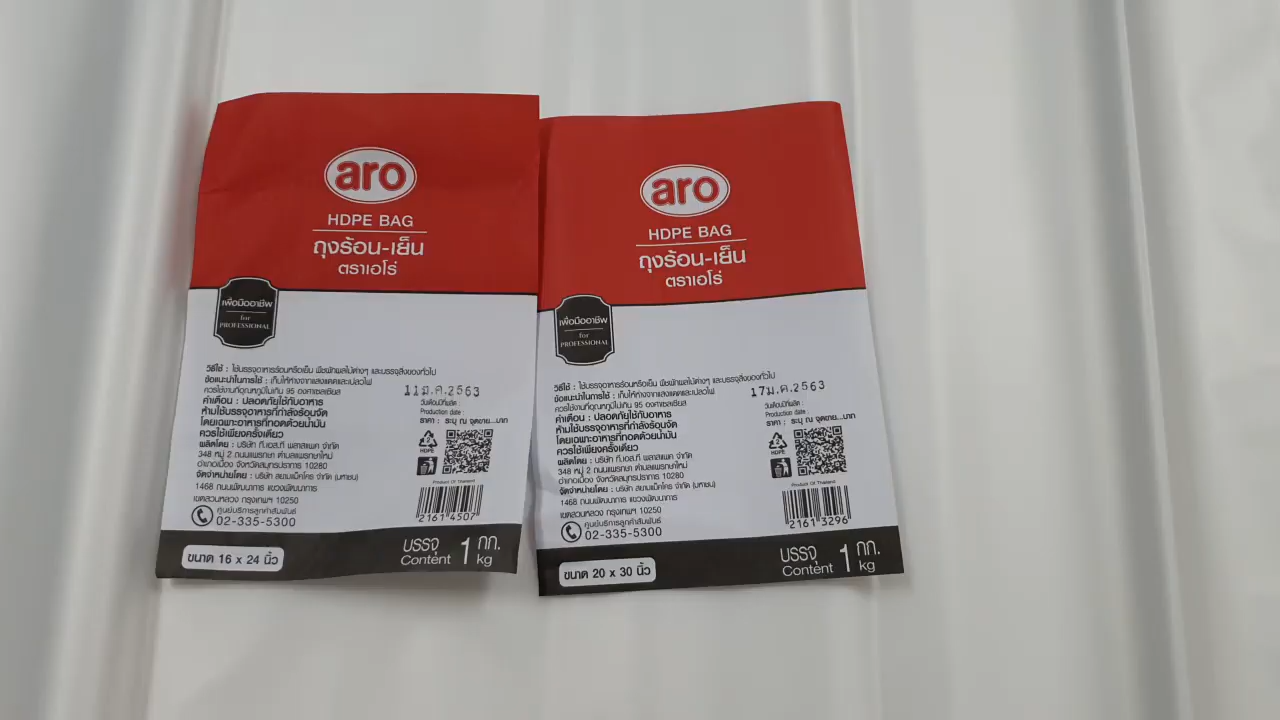 aro
HDPE BAG
ถุงร้อน-เย็น
ตราเอโร่
เพื่อมืออาชีพ
for
PROFESSIONAL
วิธีใช้ : ใช้บรรจุอาหารร้อนหรือเย็น พืชผักผลไม้ต่างๆ และบรรจุสิ่งของทั่วไป
ข้อแนะนำในการใช้ : เก็บให้ห่างจากแสงแดดและเปลวไฟ
ควรใช้งานที่อุณหภูมิไม่เกิน 95 องศาเซลเซียส
คำเตือน : ปลอดภัยใช้กับอาหาร
ห้ามใช้บรรจุอาหารที่กำลังร้อนจัด
โดยเฉพาะอาหารที่ทอดด้วยน้ำมัน
ควรใช้เพียงครั้งเดียว
ผลิตโดย : บริษัท ที.เอส.ที พลาสแพค จำกัด
348 หมู่ 2 ถนนแพรกษา ตำบลแพรกษาใหม่
อำเภอเมือง จังหวัดสมุทรปราการ 10280
จัดจำหน่ายโดย : บริษัท สยามแม็คโคร จำกัด (มหาชน)
1468 ถนนพัฒนาการ แขวงพัฒนาการ
เขตสวนหลวง กรุงเทพฯ 10250
ศูนย์บริการลูกค้าสัมพันธ์
02-335-5300
11ม.ค.2563
วันเดือนปีที่ผลิต :
Production date :
ราคา : ระบุ ณ จุดขาย...บาท
HDPE
Product Of Thailand
2161 4507
ขนาด 16 x 24 นิ้ว
บรรจุ 1 กก.
Content kg
aro
HDPE BAG
ถุงร้อน-เย็น
ตราเอโร่
เพื่อมืออาชีพ
for
PROFESSIONAL
วิธีใช้ : ใช้บรรจุอาหารร้อนหรือเย็น พืชผักผลไม้ต่างๆ และบรรจุสิ่งของทั่วไป
ข้อแนะนำในการใช้ : เก็บให้ห่างจากแสงแดดและเปลวไฟ
ควรใช้งานที่อุณหภูมิไม่เกิน 95 องศาเซลเซียส
คำเตือน : ปลอดภัยใช้กับอาหาร
ห้ามใช้บรรจุอาหารที่กำลังร้อนจัด
โดยเฉพาะอาหารที่ทอดด้วยน้ำมัน
ควรใช้เพียงครั้งเดียว
ผลิตโดย : บริษัท ที.เอส.ที พลาสแพค จำกัด
348 หมู่ 2 ถนนแพรกษา ตำบลแพรกษาใหม่
อำเภอเมือง จังหวัดสมุทรปราการ 10280
จัดจำหน่ายโดย : บริษัท สยามแม็คโคร จำกัด (มหาชน)
1468 ถนนพัฒนาการ แขวงพัฒนาการ
เขตสวนหลวง กรุงเทพฯ 10250
ศูนย์บริการลูกค้าสัมพันธ์
02-335-5300
17ม.ค.2563
วันเดือนปีที่ผลิต :
Production date :
ราคา : ระบุ ณ จุดขาย...บาท
HDPE
Product Of Thailand
2161 3296
ขนาด 20 x 30 นิ้ว
บรรจุ 1 กก.
Content kg